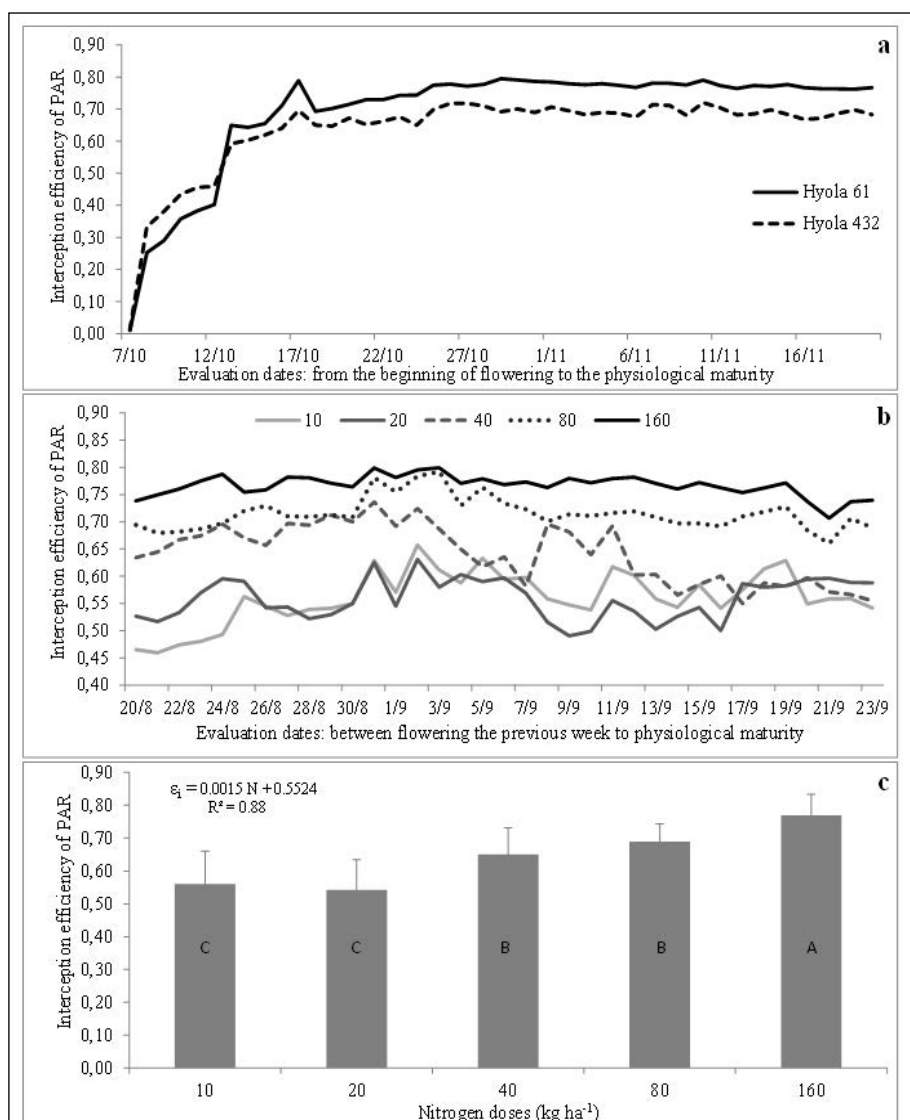 a
0,90
0,80
0,70
0,60
0,50
0,40
0,30
0,20
0,10
0,00
Interception efficiency of PAR
Hyola 61
Hyola 432
7/10 12/10 17/10 22/10 27/10 1/11 6/11 11/11 16/11
Evaluation dates: from the beginning of flowering to the physiological maturity
b
10 20 40 80 160
0,90
0,85
0,80
0,75
0,70
0,65
0,60
0,55
0,50
0,45
0,40
Interception efficiency of PAR
20/8 22/8 24/8 26/8 28/8 30/8 1/9 3/9 5/9 7/9 9/9 11/9 13/9 15/9 17/9 19/9 21/9 23/9
Evaluation dates: between flowering the previous week to physiological maturity
c
εi = 0.0015 N + 0.5524
R² = 0.88
0,90
0,80
0,70
0,60
0,50
0,40
0,30
0,20
0,10
0,00
Interception efficiency of PAR
C C B B A
10 20 40 80 160
Nitrogen doses (kg ha⁻¹)